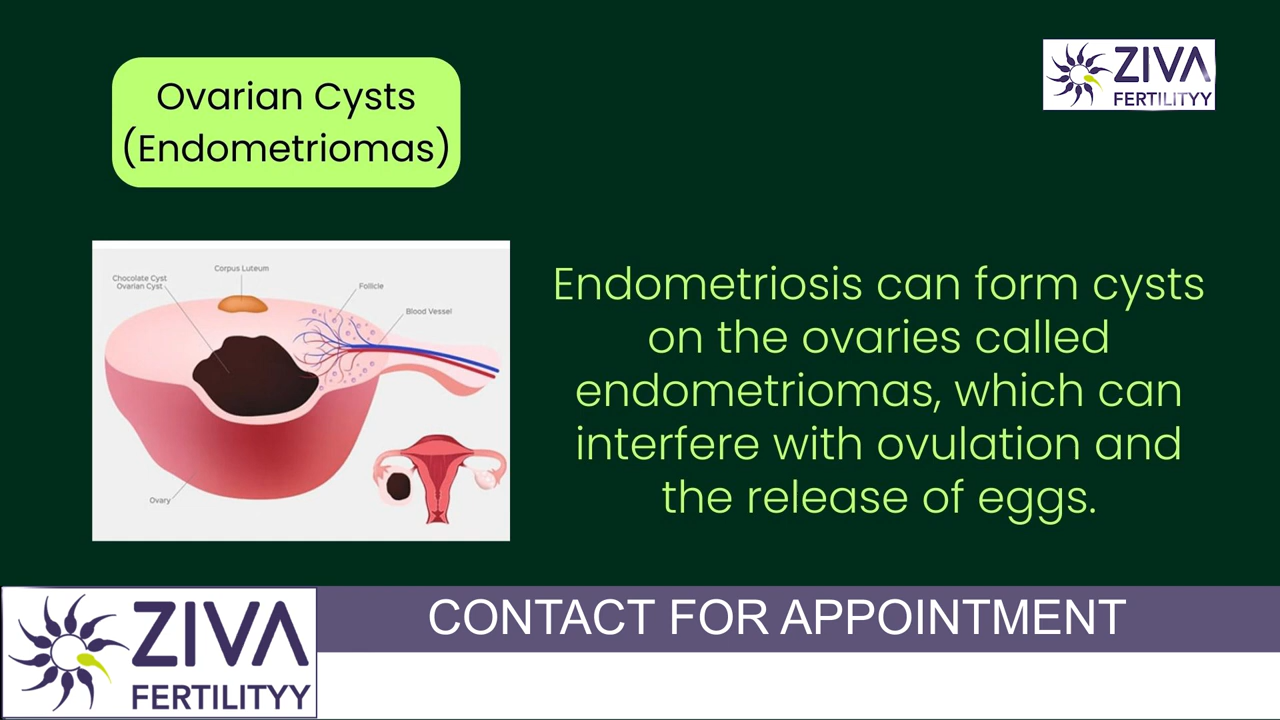 Ovarian Cysts
(Endometriomas)
ZIVA
FERTILITYY
Chocolate Cyst
Ovarian Cyst
Corpus Luteum
Follicle
Blood Vessel
Ovary
Endometriosis can form cysts
on the ovaries called
endometriomas, which can
interfere with ovulation and
the release of eggs.
ZIVA
FERTILITYY
CONTACT FOR APPOINTMENT